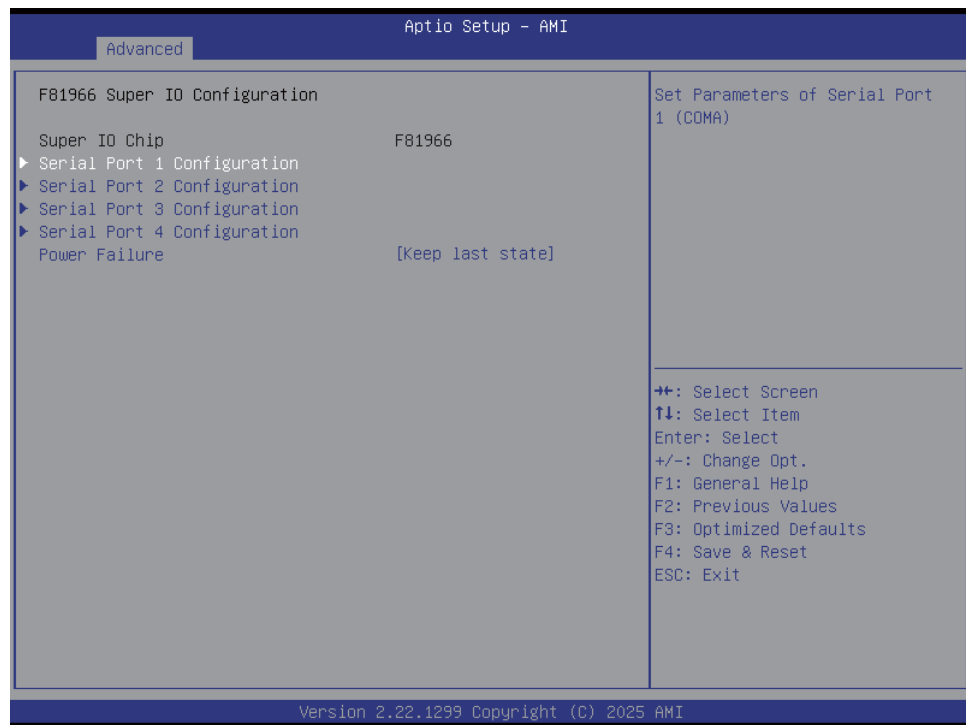 Aptio Setup – AMI
Advanced
F81966 Super IO Configuration
Super IO Chip F81966
▶ Serial Port 1 Configuration
▶ Serial Port 2 Configuration
▶ Serial Port 3 Configuration
▶ Serial Port 4 Configuration
Power Failure [Keep last state]
Set Parameters of Serial Port
1 (COMA)
→←: Select Screen
↑↓: Select Item
Enter: Select
+/-: Change Opt.
F1: General Help
F2: Previous Values
F3: Optimized Defaults
F4: Save & Reset
ESC: Exit
Version 2.22.1299 Copyright (C) 2025 AMI